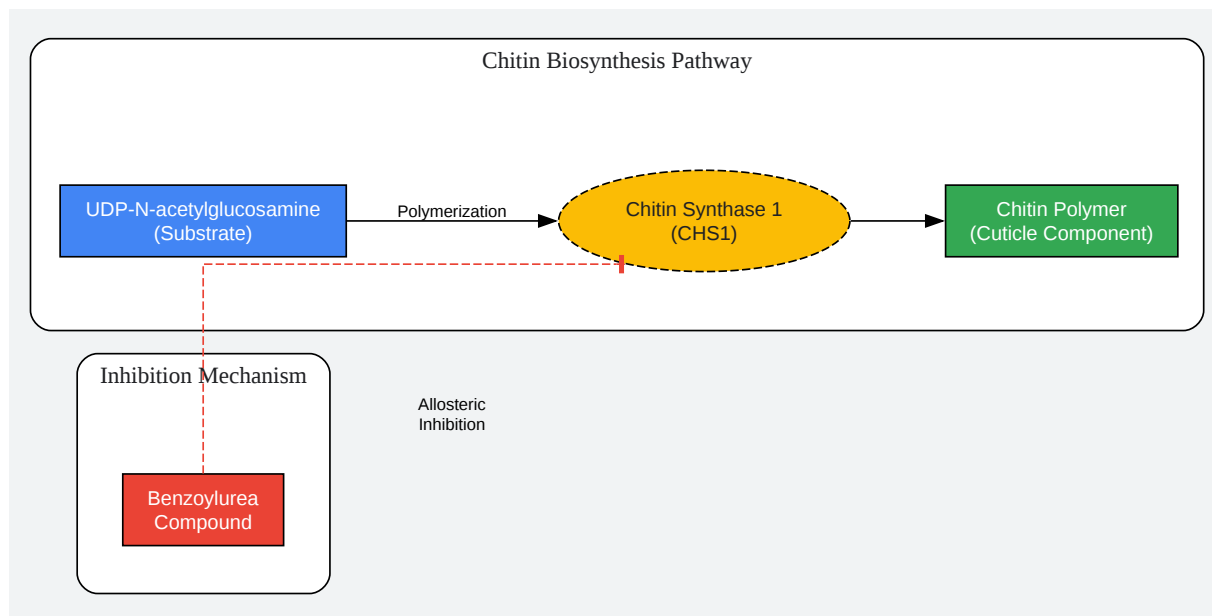 Chitin Biosynthesis Pathway
UDP-N-acetylglucosamine
(Substrate)
Polymerization
Chitin Synthase 1
(CHS1)
Chitin Polymer
(Cuticle Component)
Inhibition Mechanism
Allosteric
Inhibition
Benzoylurea
Compound